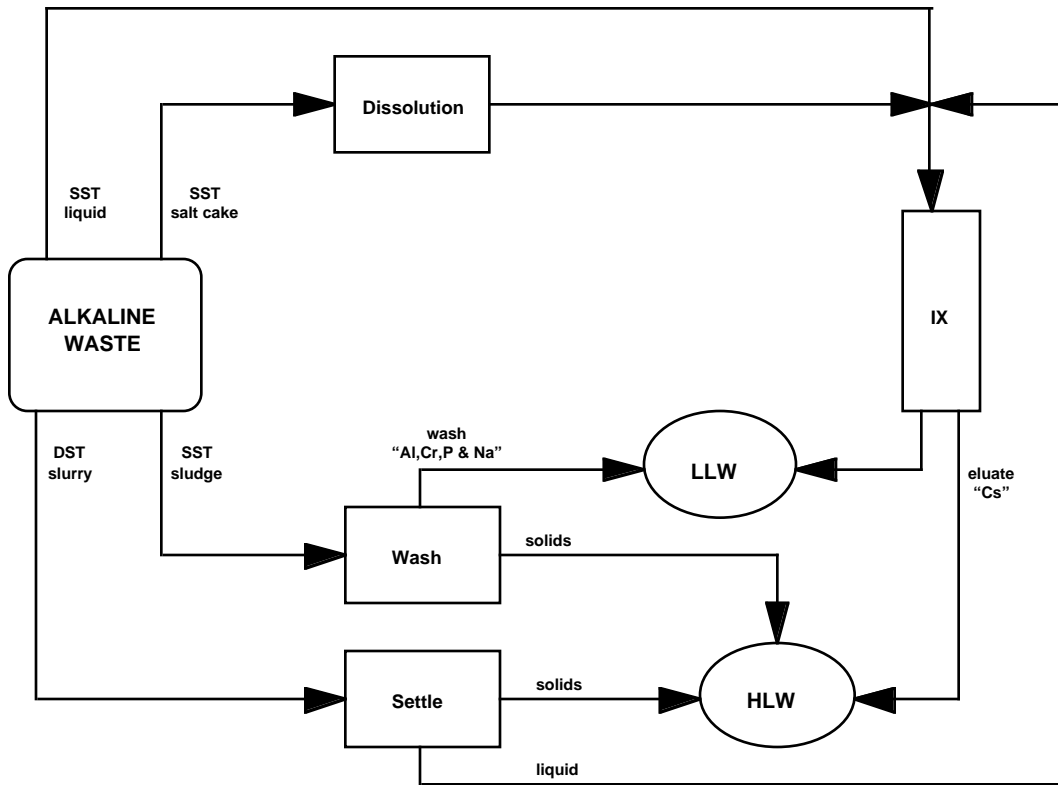 Dissolution
SST
liquid
SST
salt cake
ALKALINE
WASTE
IX
DST
slurry
SST
sludge
wash
“Al,Cr,P & Na”
LLW
eluate
“Cs”
Wash
solids
Settle
solids
HLW
liquid